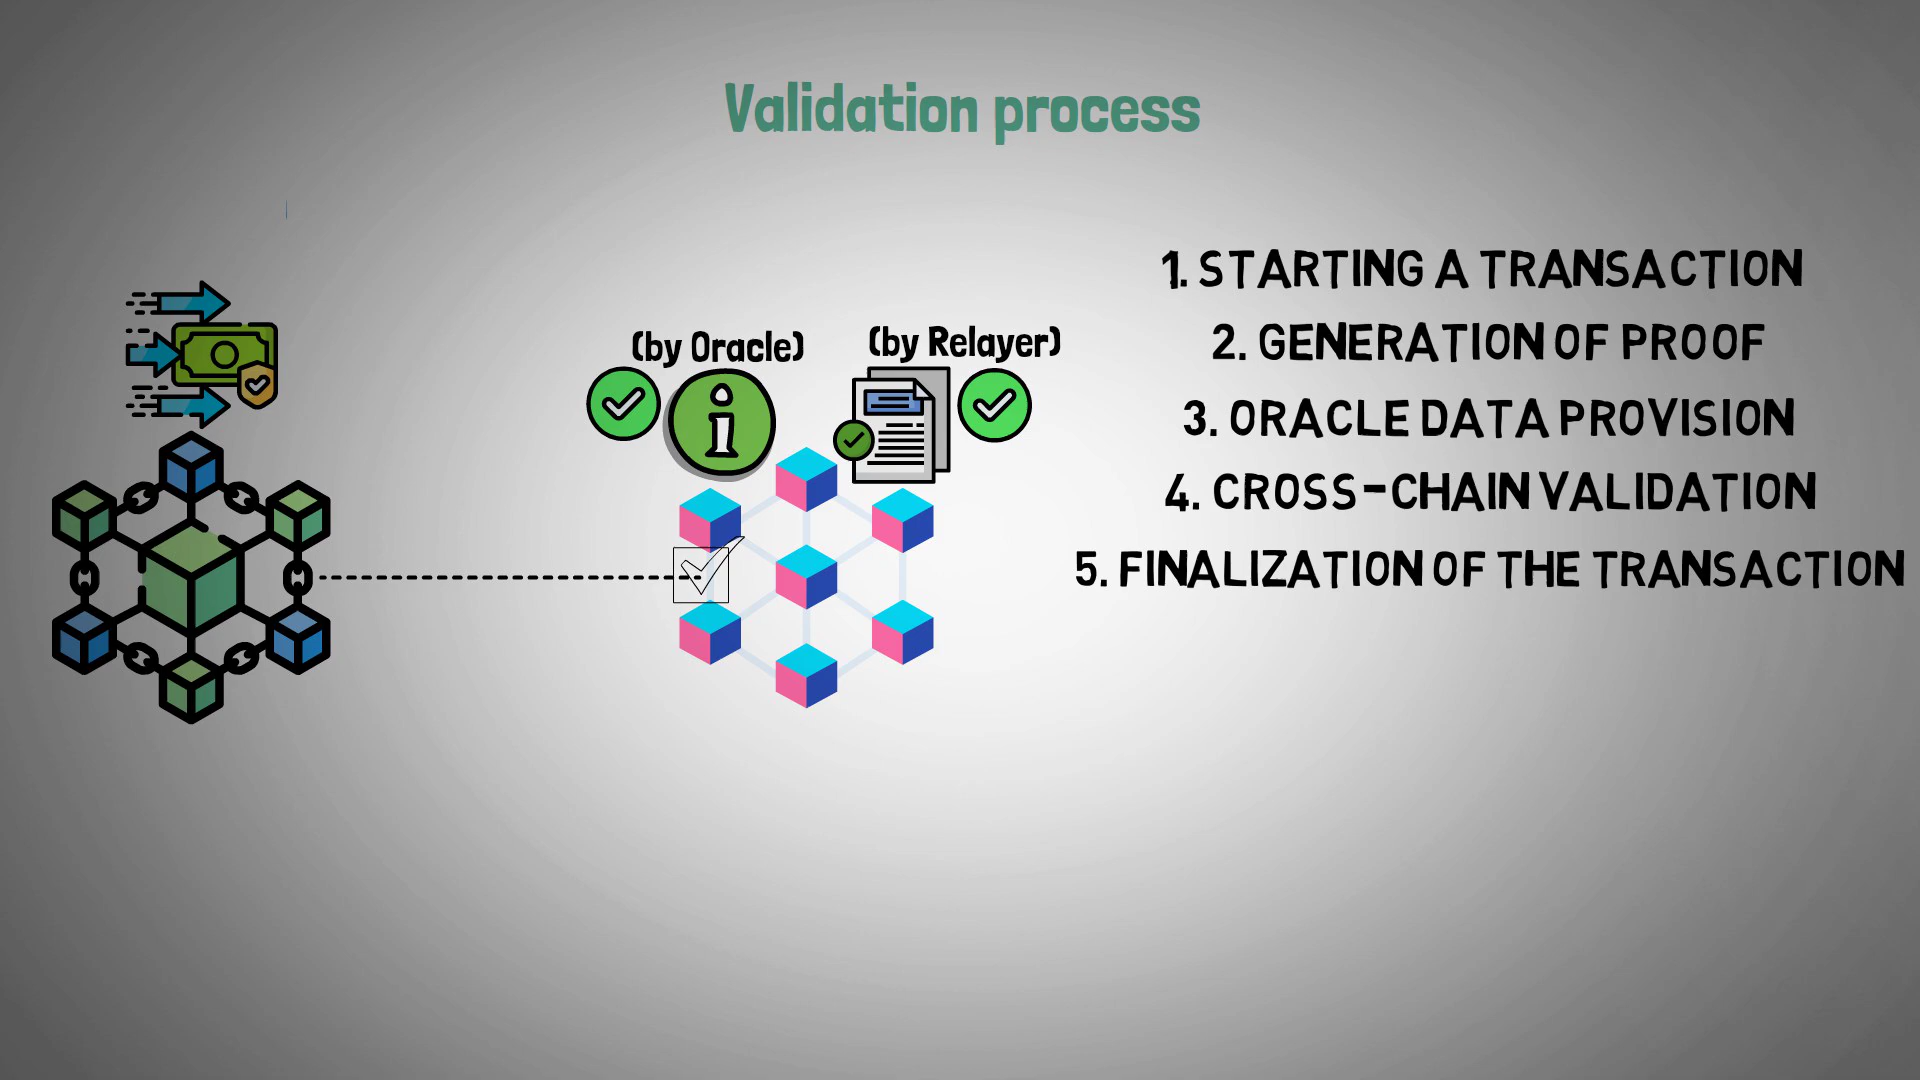 Validation process
(by Oracle)
(by Relayer)
1. STARTING A TRANSACTION
2. GENERATION OF PROOF
3. ORACLE DATA PROVISION
4. CROSS-CHAIN VALIDATION
5. FINALIZATION OF THE TRANSACTION